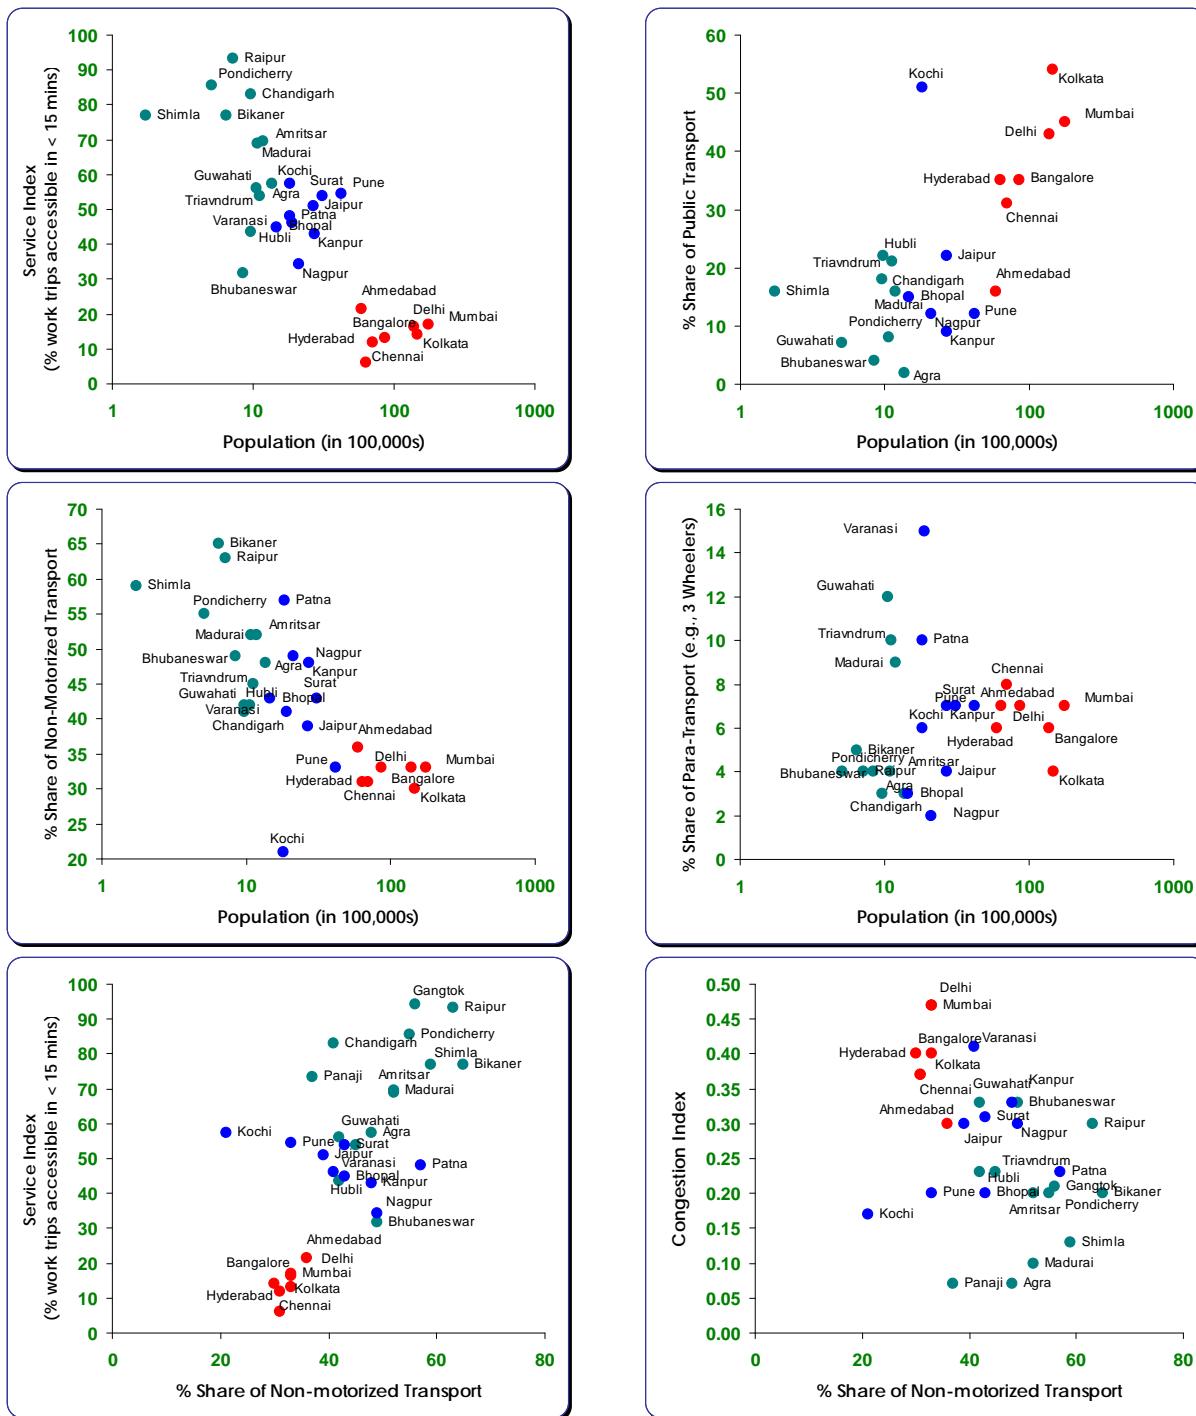 100
90
80
70
60
50
40
30
20
10
0
Service Index
(% work trips accessible in < 15 mins)
Raipur
Pondicherry
Chandigarh
Shimla
Bikaner
Amritsar
Madurai
Guwahati
Kochi
Surat
Pune
Triavndrum
Agra
Jaipur
Patna
Varanasi
Bhopal
Hubli
Kanpur
Nagpur
Bhubaneswar
Ahmedabad
Delhi
Mumbai
Bangalore
Hyderabad
Kolkata
Chennai
1
10
100
1000
Population (in 100,000s)
60
50
40
30
20
10
0
% Share of Public Transport
Kochi
Kolkata
Mumbai
Delhi
Hyderabad
Bangalore
Chennai
Hubli
Jaipur
Triavndrum
Chandigarh
Ahmedabad
Shimla
Bhopal
Madurai
Pune
Pondicherry
Nagpur
Guwahati
Kanpur
Bhubaneswar
Agra
1
10
100
1000
Population (in 100,000s)
70
65
60
55
50
45
40
35
30
25
20
% Share of Non-Motorized Transport
Bikaner
Raipur
Shimla
Pondicherry
Patna
Amritsar
Madurai
Bhubaneswar
Nagpur
Agra
Kanpur
Triavndrum
Surat
Guwahati
Hubli
Bhopal
Varanasi
Chandigarh
Jaipur
Ahmedabad
Pune
Delhi
Mumbai
Hyderabad
Bangalore
Chennai
Kolkata
Kochi
1
10
100
1000
Population (in 100,000s)
16
14
12
10
8
6
4
2
0
% Share of Para-Transport (e.g., 3 Wheelers)
Varanasi
Guwahati
Triavndrum
Patna
Madurai
Chennai
Surat
Pune
Ahmedabad
Mumbai
Kochi
Kanpur
Delhi
Hyderabad
Bangalore
Bikaner
Pondicherry
Amritsar
Bhubaneswar
Raipur
Jaipur
Kolkata
Agra
Bhopal
Chandigarh
Nagpur
1
10
100
1000
Population (in 100,000s)
100
90
80
70
60
50
40
30
20
10
0
Service Index
(% work trips accessible in < 15 mins)
Gangtok
Raipur
Pondicherry
Chandigarh
Shimla
Bikaner
Panaji
Amritsar
Madurai
Guwahati
Kochi
Agra
Pune
Surat
Jaipur
Varanasi
Patna
Bhopal
Hubli
Kanpur
Nagpur
Bhubaneswar
Ahmedabad
Delhi
Bangalore
Mumbai
Hyderabad
Kolkata
Chennai
0
20
40
60
80
% Share of Non-motorized Transport
0.50
0.45
0.40
0.35
0.30
0.25
0.20
0.15
0.10
0.05
0.00
Congestion Index
Delhi
Mumbai
Bangalore
Varanasi
Hyderabad
Kolkata
Chennai
Guwahati
Kanpur
Bhubaneswar
Ahmedabad
Surat
Raipur
Jaipur
Nagpur
Triavndrum
Hubli
Patna
Gangtok
Pune
Bhopal
Bikaner
Amritsar
Pondicherry
Kochi
Shimla
Madurai
Panaji
Agra
0
20
40
60
80
% Share of Non-motorized Transport